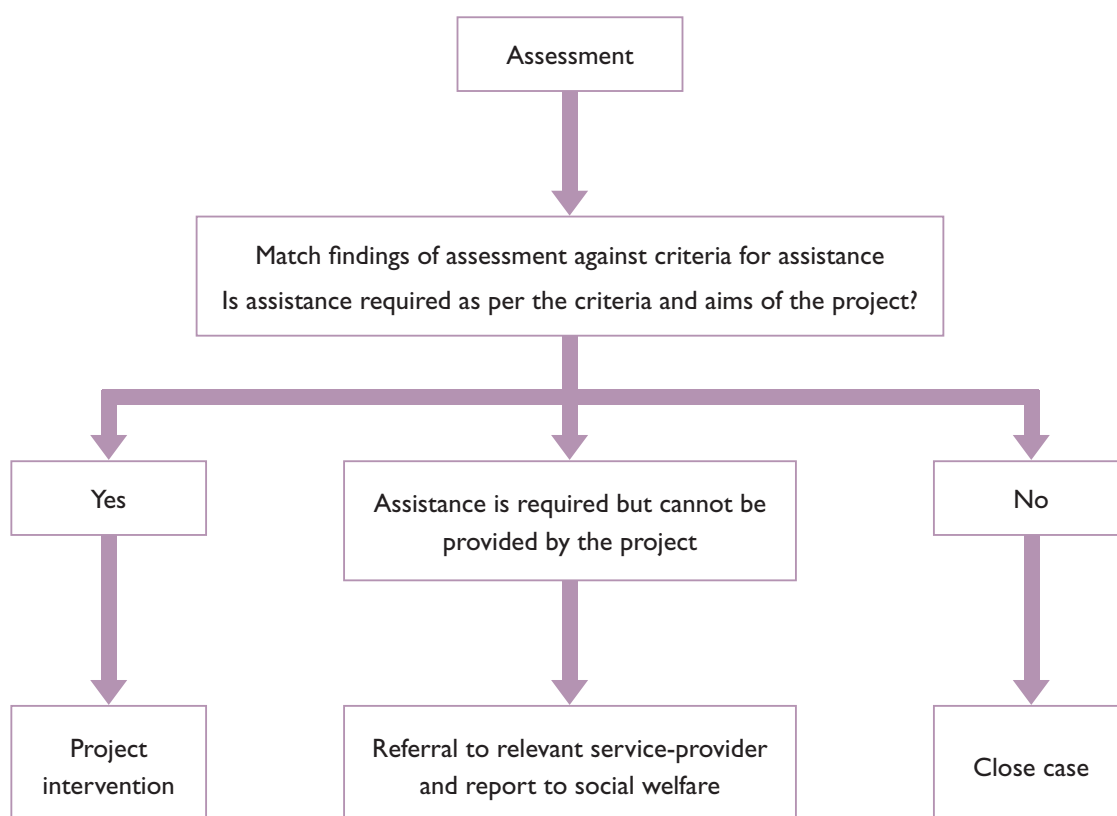 Assessment
Match findings of assessment against criteria for assistance
Is assistance required as per the criteria and aims of the project?
Yes
Assistance is required but cannot be
provided by the project
No
Project
intervention
Referral to relevant service-provider
and report to social welfare
Close case